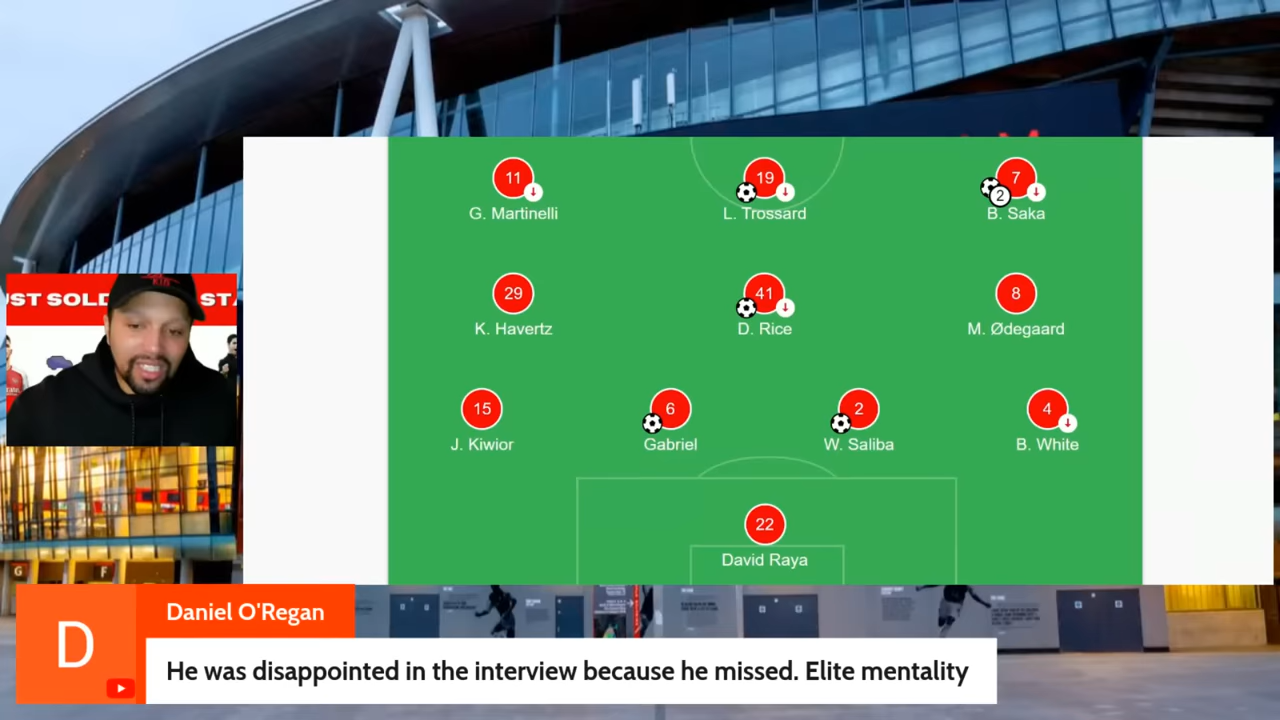 11
19
7
2
G. Martinelli
L. Trossard
B. Saka
29
41
8
K. Havertz
D. Rice
M. Ødegaard
UST SOLD
STA
15
6
2
4
J. Kiwior
Gabriel
W. Saliba
B. White
22
David Raya
G
F
D
Daniel O'Regan
He was disappointed in the interview because he missed. Elite mentality